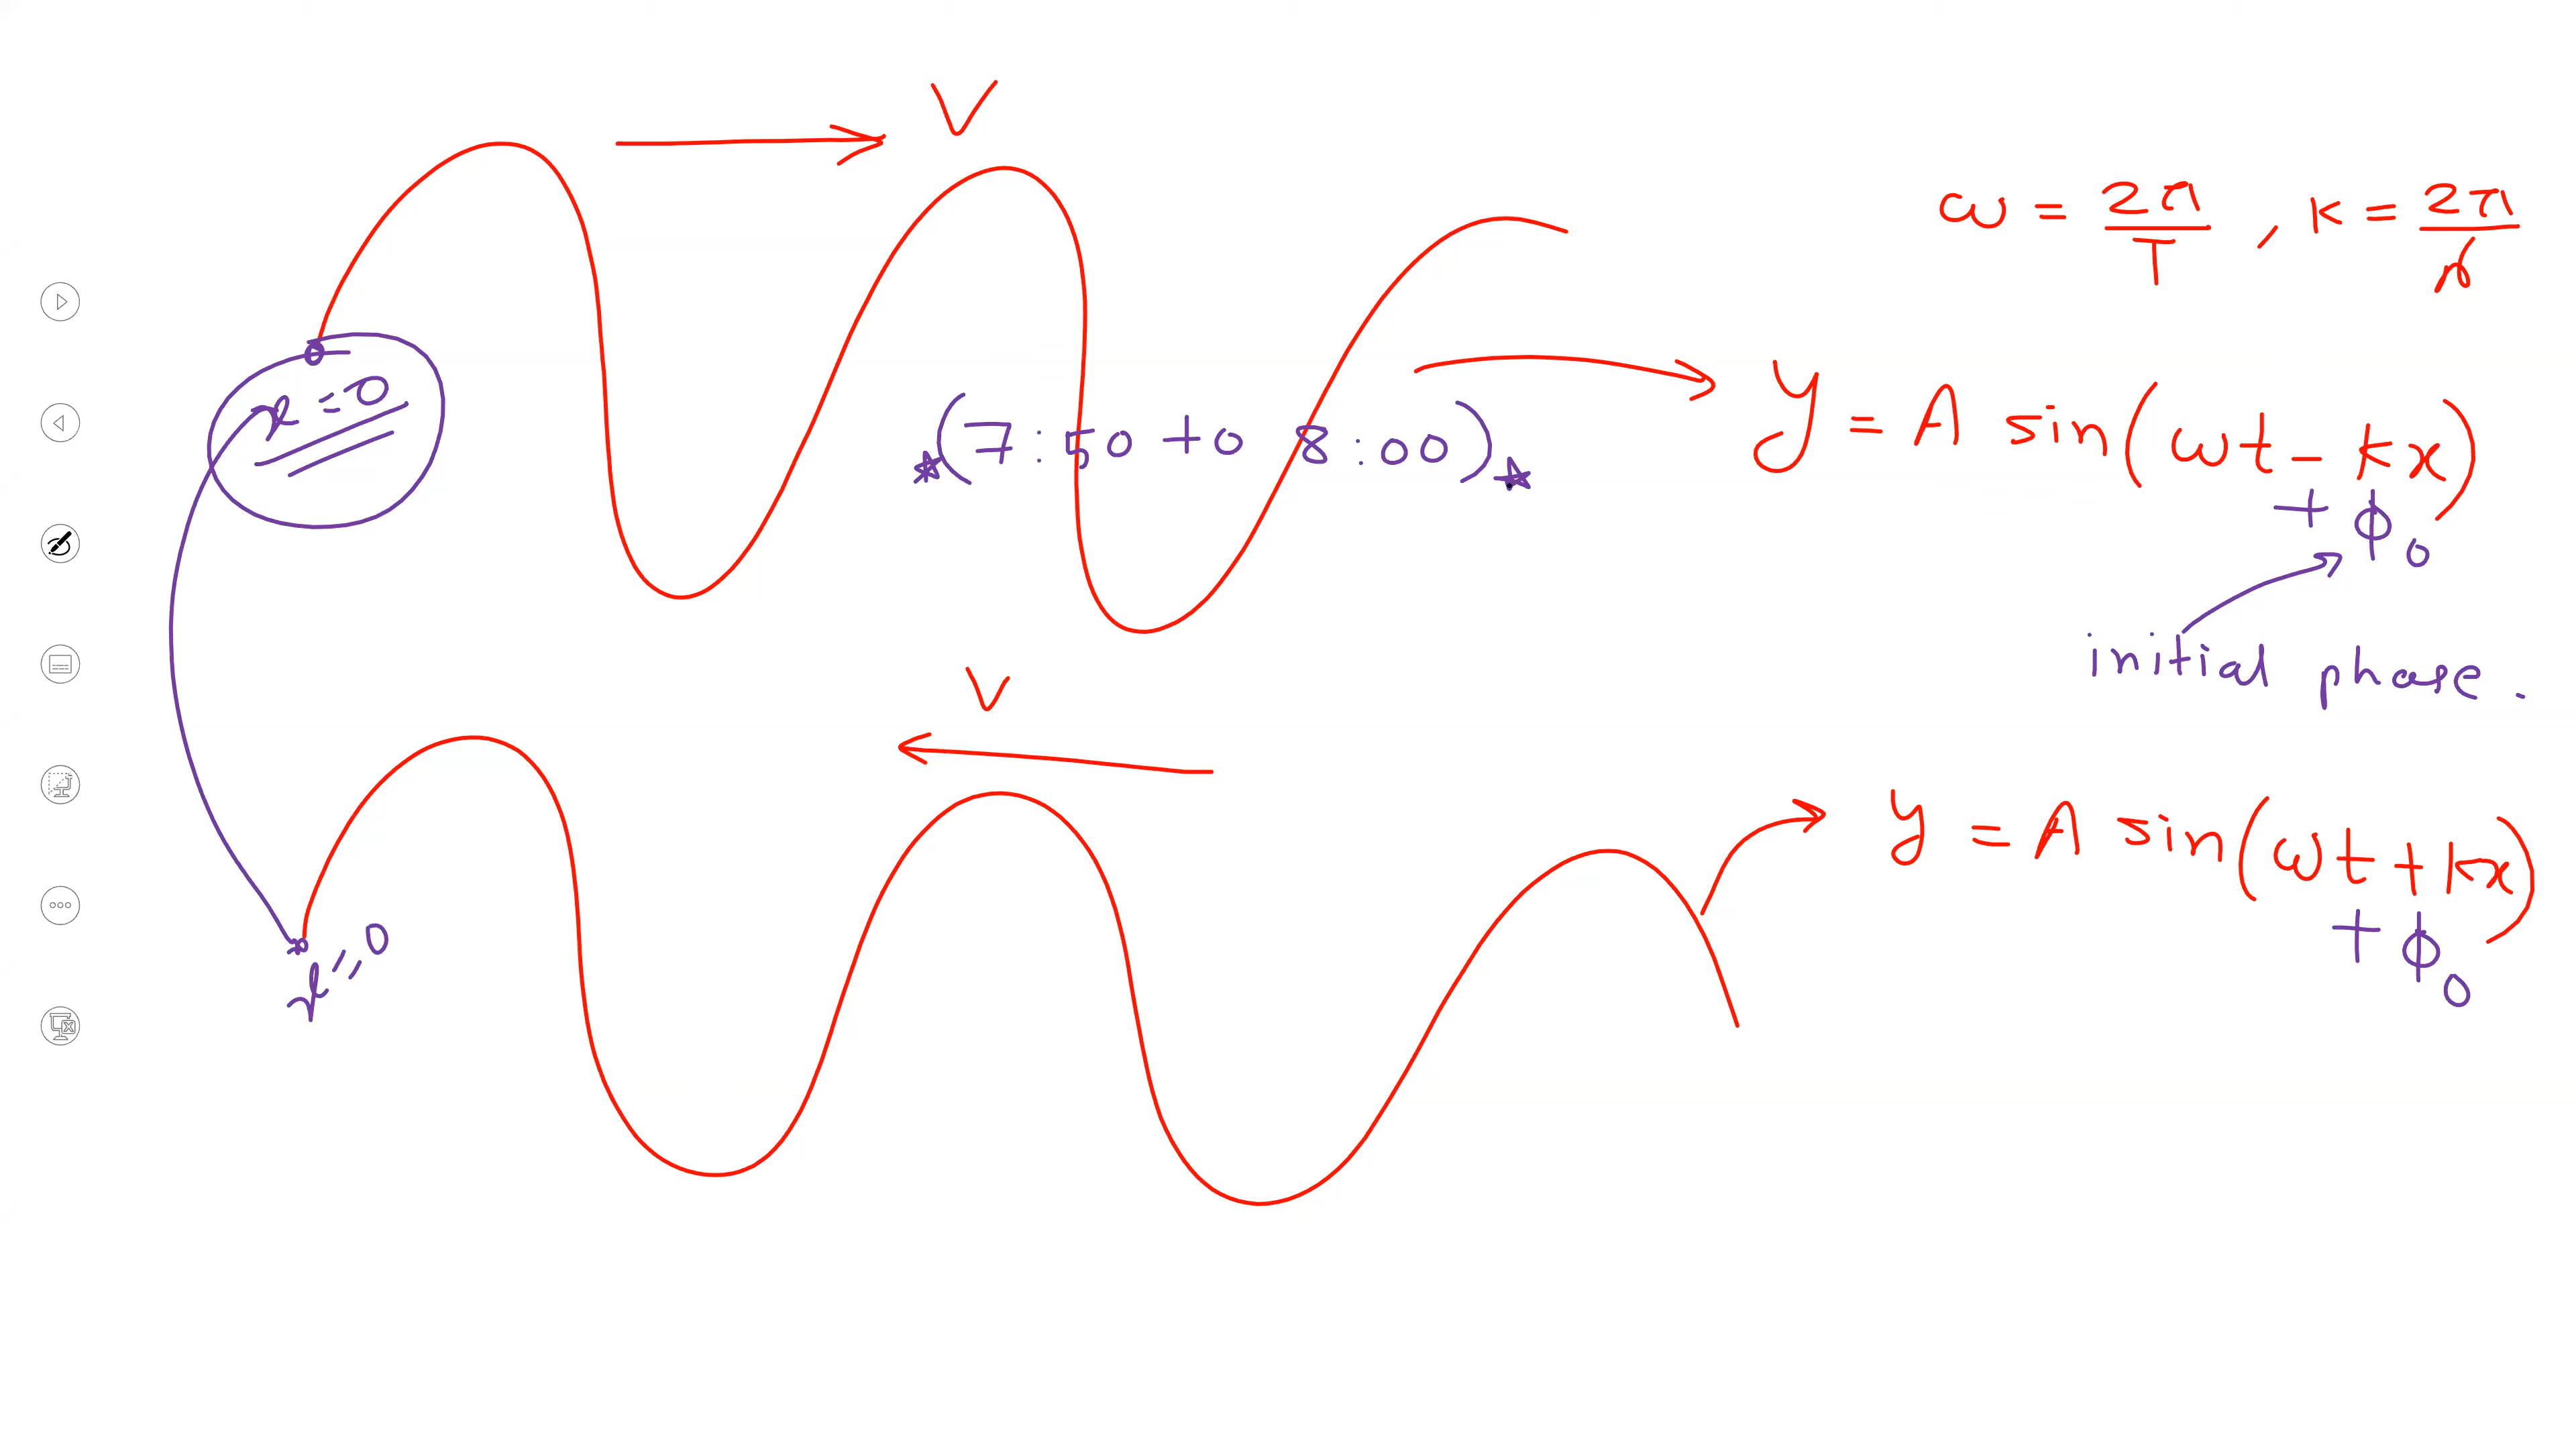 V
ω = 2π/T , k = 2π/λ
x = 0
*(7:50 to 8:00)*
y = A sin(ωt - kx)
+ ϕ₀
initial phase.
V
y = A sin(ωt + kx)
+ ϕ₀
x = 0